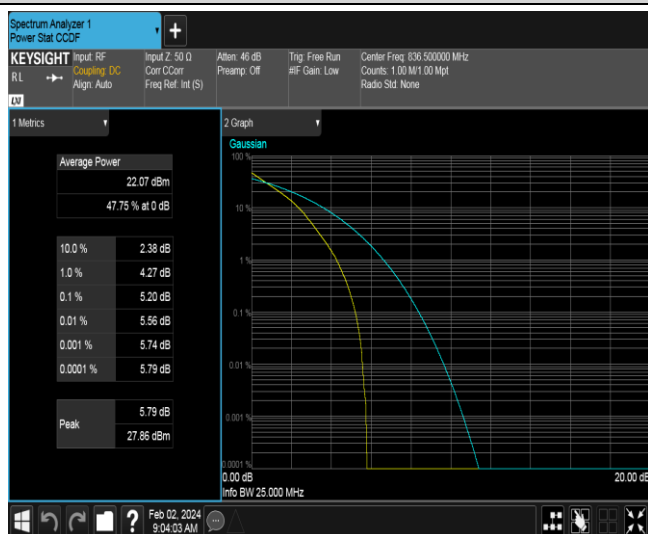 Spectrum Analyzer 1
Power Stat CCDF
+
KEYSIGHT
RL
LXI
Input: RF
Coupling: DC
Align: Auto
Input Z: 50 Ω
Corr CCorr
Freq Ref: Int (S)
Atten: 46 dB
Preamp: Off
Trig: Free Run
#IF Gain: Low
Center Freq: 836.500000 MHz
Counts: 1.00 M/1.00 Mpt
Radio Std: None
1 Metrics
Average Power
22.07 dBm
47.75 % at 0 dB
10.0 % 2.38 dB
1.0 % 4.27 dB
0.1 % 5.20 dB
0.01 % 5.56 dB
0.001 % 5.74 dB
0.0001 % 5.79 dB
Peak
5.79 dB
27.86 dBm
2 Graph
Gaussian
100 %
10 %
1 %
0.1 %
0.01 %
0.001 %
0.0001 %
0.00 dB
20.00 dB
Info BW 25.000 MHz
?
Feb 02, 2024
9:04:03 AM